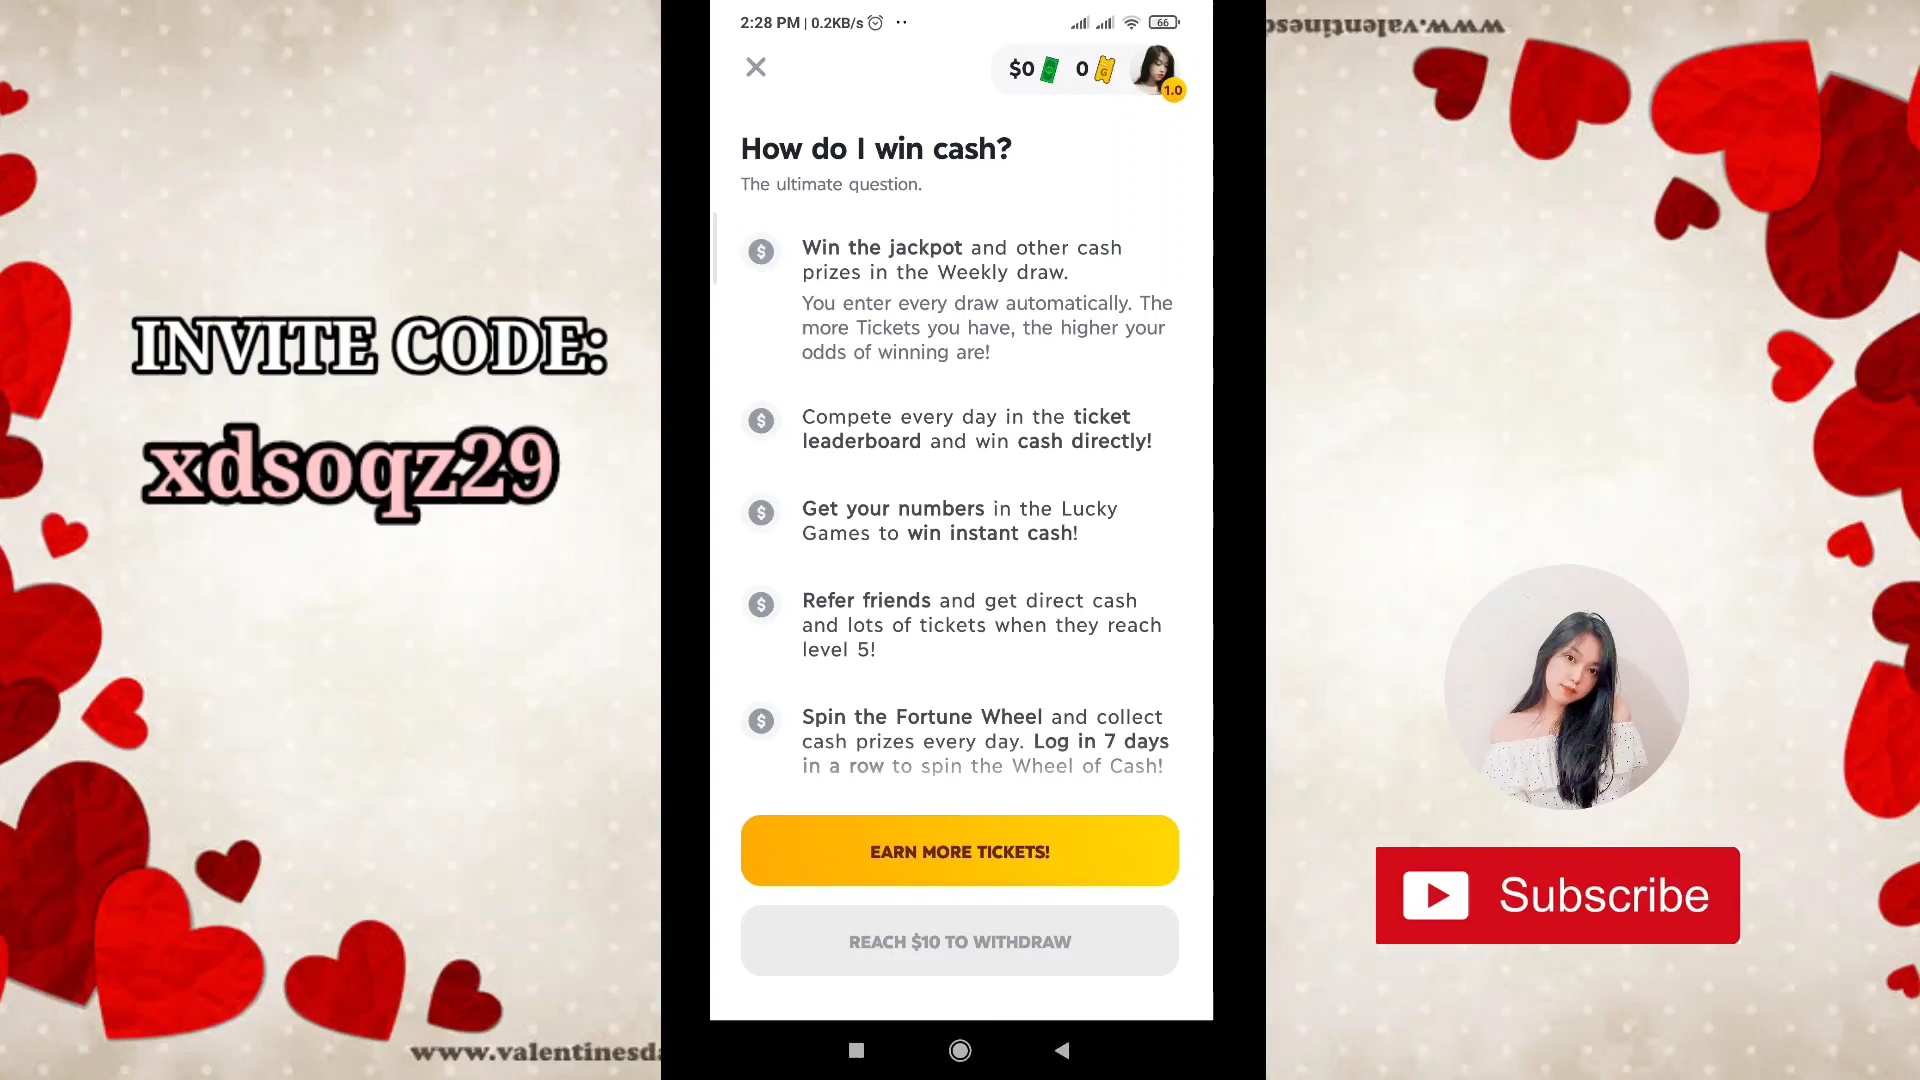 2:28 PM | 0.2KB/s
66
$0
0
G
1.0
How do I win cash?
The ultimate question.
Win the jackpot and other cash
prizes in the Weekly draw.
You enter every draw automatically. The
more Tickets you have, the higher your
odds of winning are!
Compete every day in the ticket
leaderboard and win cash directly!
Get your numbers in the Lucky
Games to win instant cash!
Refer friends and get direct cash
and lots of tickets when they reach
level 5!
Spin the Fortune Wheel and collect
cash prizes every day. Log in 7 days
in a row to spin the Wheel of Cash!
EARN MORE TICKETS!
REACH $10 TO WITHDRAW
INVITE CODE:
xdsoqz29
www.valentinesda
www.valentinesd
Subscribe